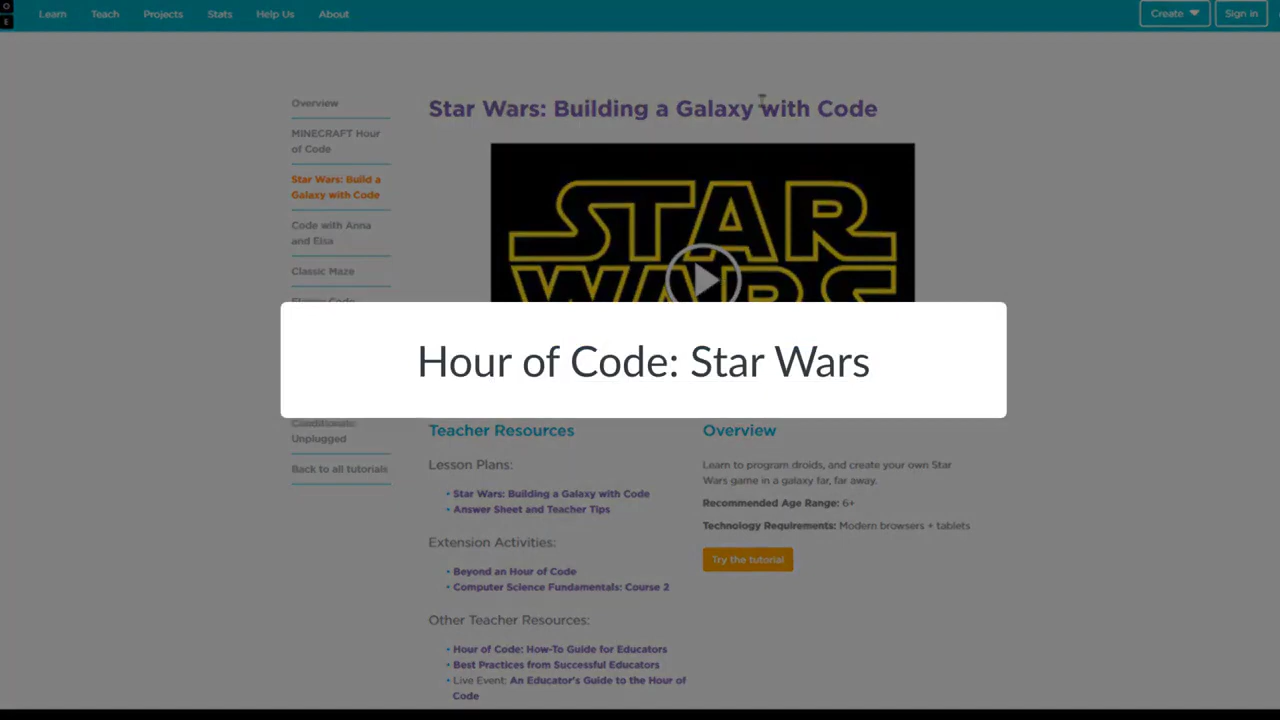 O
E
Learn Teach Projects Stats Help Us About Create Sign in
Overview
MINECRAFT Hour
of Code
Star Wars: Build a
Galaxy with Code
Code with Anna
and Elsa
Classic Maze
Star Wars: Building a Galaxy with Code
STAR
WARS
Hour of Code: Star Wars
Conditionals:
Unplugged
Back to all tutorials
Teacher Resources
Lesson Plans:
• Star Wars: Building a Galaxy with Code
• Answer Sheet and Teacher Tips
Extension Activities:
• Beyond an Hour of Code
• Computer Science Fundamentals: Course 2
Other Teacher Resources:
• Hour of Code: How-To Guide for Educators
• Best Practices from Successful Educators
• Live Event: An Educator's Guide to the Hour of
Code
Overview
Learn to program droids, and create your own Star
Wars game in a galaxy far, far away.
Recommended Age Range: 6+
Technology Requirements: Modern browsers + tablets
Try the tutorial